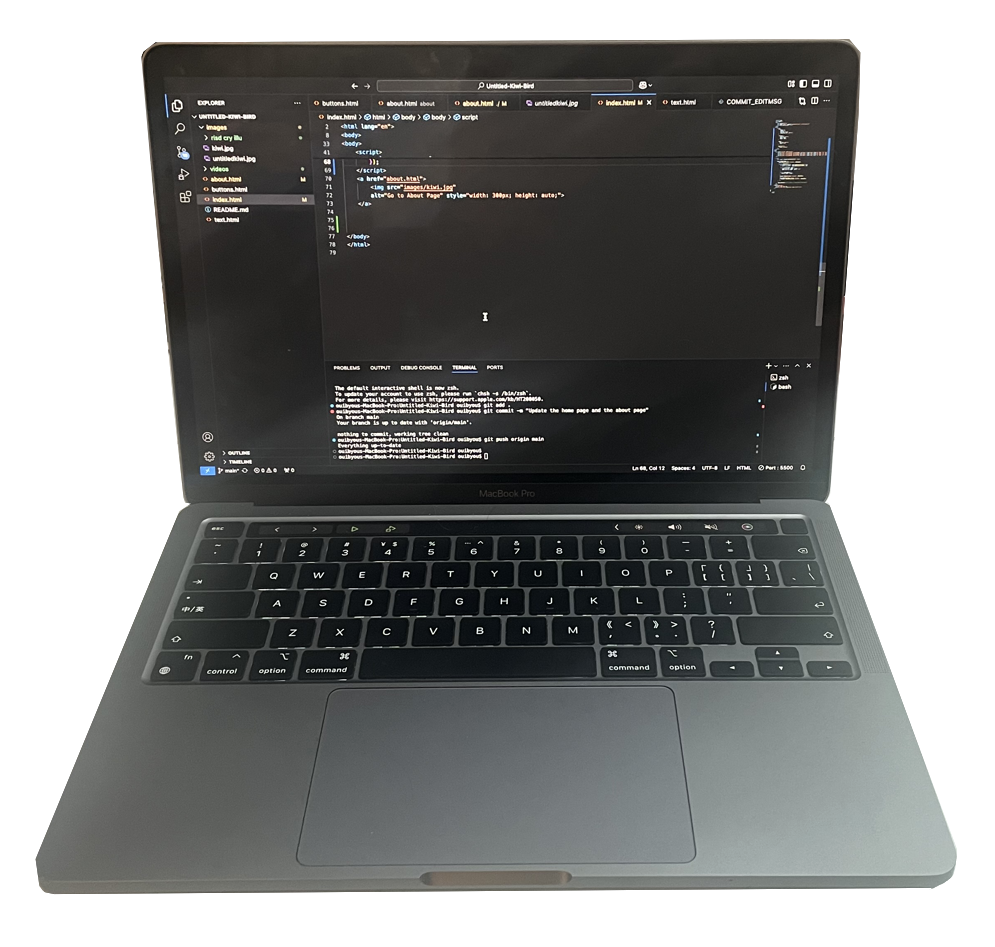 Untitled-Kiwi-Bird
EXPLORER
UNTITLED-KIWI-BIRD
images
risd cry lilu
kiwi.jpg
untitledkiwi.jpg
videos
about.html M
buttons.html
index.html M
README.md
text.html
OUTLINE
TIMELINE
buttons.html about.html about about.html ./ M untitledkiwi.jpg index.html M text.html COMMIT_EDITMSG
index.html > html > body > body > script
2 <html lang="en">
8 <body>
33 <body>
41 <script>
68 });
69 </script>
70 <a href="about.html">
71 <img src="images/kiwi.jpg"
72 alt="Go to About Page" style="width: 300px; height: auto;">
73 </a>
74
75
76
77 </body>
78 </html>
79
PROBLEMS OUTPUT DEBUG CONSOLE TERMINAL PORTS
zsh
bash
The default interactive shell is now zsh.
To update your account to use zsh, please run `chsh -s /bin/zsh`.
For more details, please visit https://support.apple.com/kb/HT208050.
ouibyous-MacBook-Pro:Untitled-Kiwi-Bird ouibyou$ git add .
ouibyous-MacBook-Pro:Untitled-Kiwi-Bird ouibyou$ git commit -m "Update the home page and the about page"
On branch main
Your branch is up to date with 'origin/main'.
nothing to commit, working tree clean
ouibyous-MacBook-Pro:Untitled-Kiwi-Bird ouibyou$ git push origin main
Everything up-to-date
ouibyous-MacBook-Pro:Untitled-Kiwi-Bird ouibyou$
ouibyous-MacBook-Pro:Untitled-Kiwi-Bird ouibyou$
main* 0 0 0 Ln 68, Col 12 Spaces: 4 UTF-8 LF HTML Port : 5500
MacBook Pro
esc
~ ! @ # ¥ $ % … ^ & * ( ) — +
· 1 2 3 4 5 6 7 8 9 0 - =
Q W E R T Y U I O P 「 { 」 }
[ ] 、 \
中/英 A S D F G H J K L : ; " '
Z X C V B N M 《 < 》 > ?
, 。 . /
fn ^ ⌥ ⌘ ⌘ ⌥
control option command command option